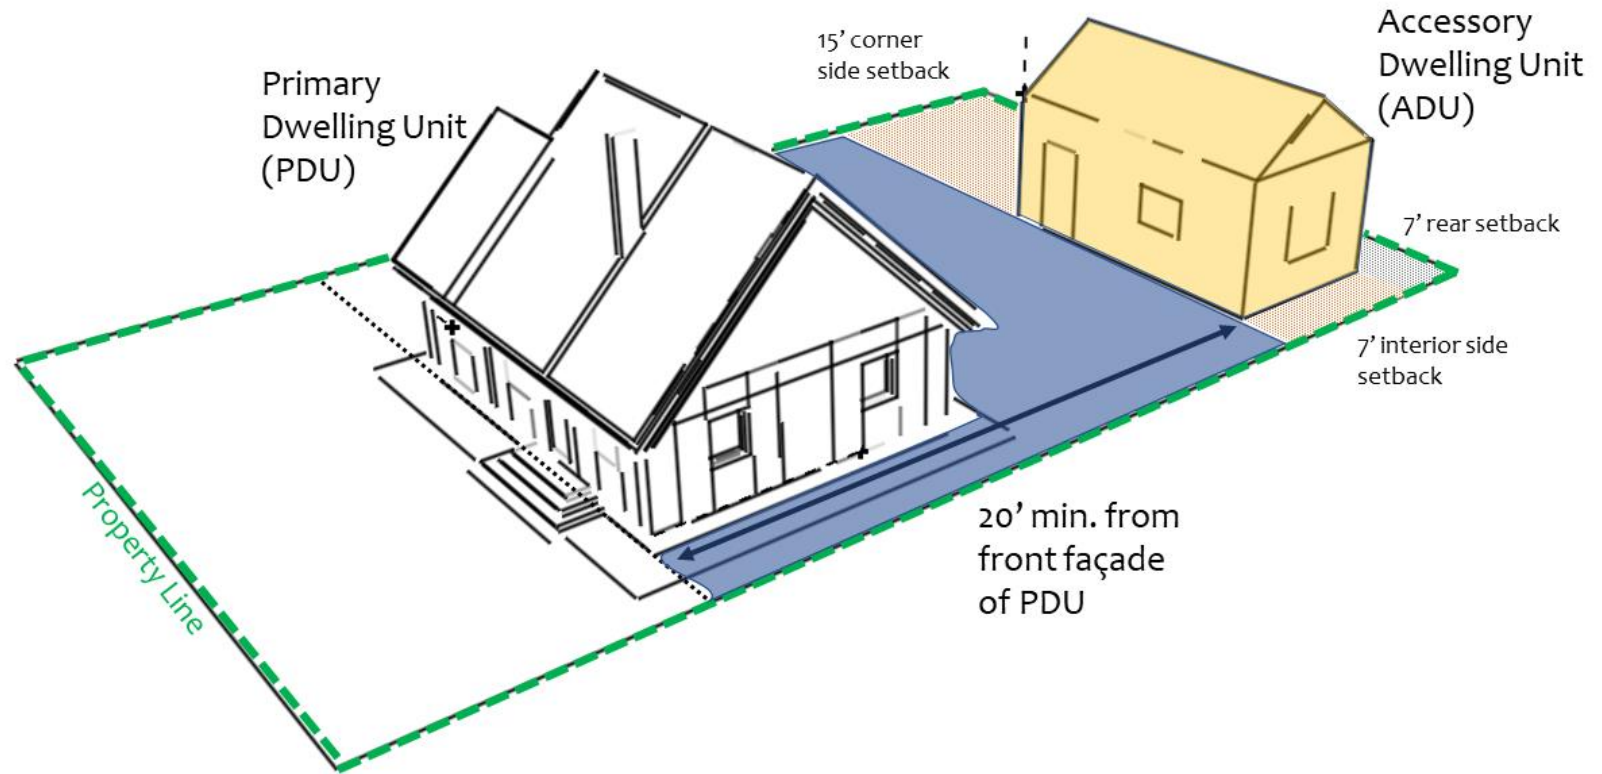 Primary
Dwelling Unit
(PDU)
15’ corner
side setback
Accessory
Dwelling Unit
(ADU)
7’ rear setback
7’ interior side
setback
20’ min. from
front façade
of PDU
Property Line